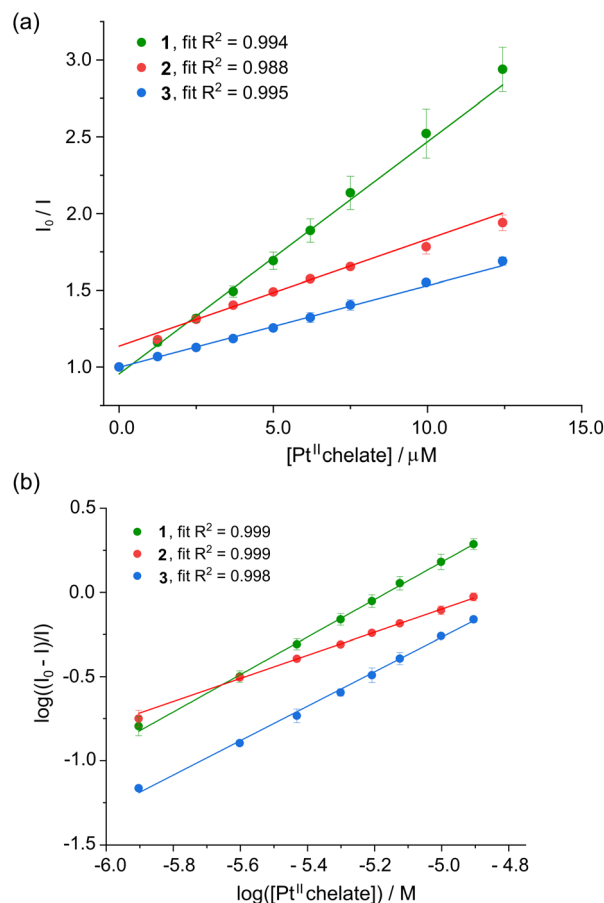 (a)
1, fit R² = 0.994
2, fit R² = 0.988
3, fit R² = 0.995
3.0
2.5
2.0
1.5
1.0
I₀ / I
0.0 5.0 10.0 15.0
[Ptᴵᴵ chelate] / μM
(b)
1, fit R² = 0.999
2, fit R² = 0.999
3, fit R² = 0.998
0.5
0.0
-0.5
-1.0
-1.5
log((I₀ - I)/I)
-6.0 -5.8 -5.6 - 5.4 -5.2 -5.0 - 4.8
log([Ptᴵᴵ chelate]) / M